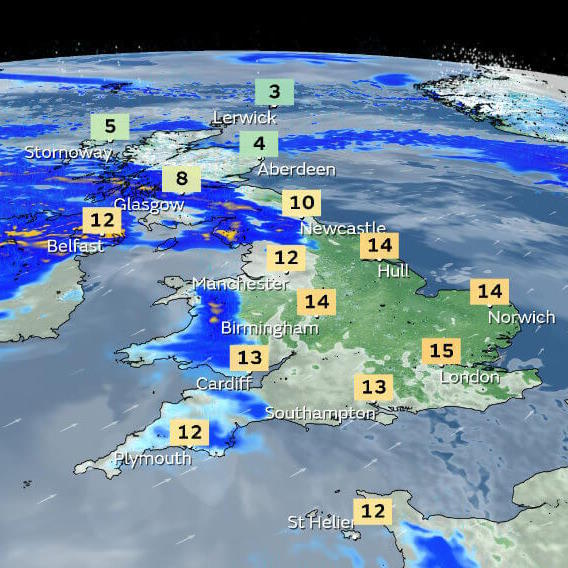 3
Lerwick
5
Stornoway
4
Aberdeen
8
Glasgow
10
Newcastle
12
Belfast
14
Hull
12
Manchester
14
Norwich
14
Birmingham
15
London
13
Cardiff
13
Southampton
12
Plymouth
12
St Helier